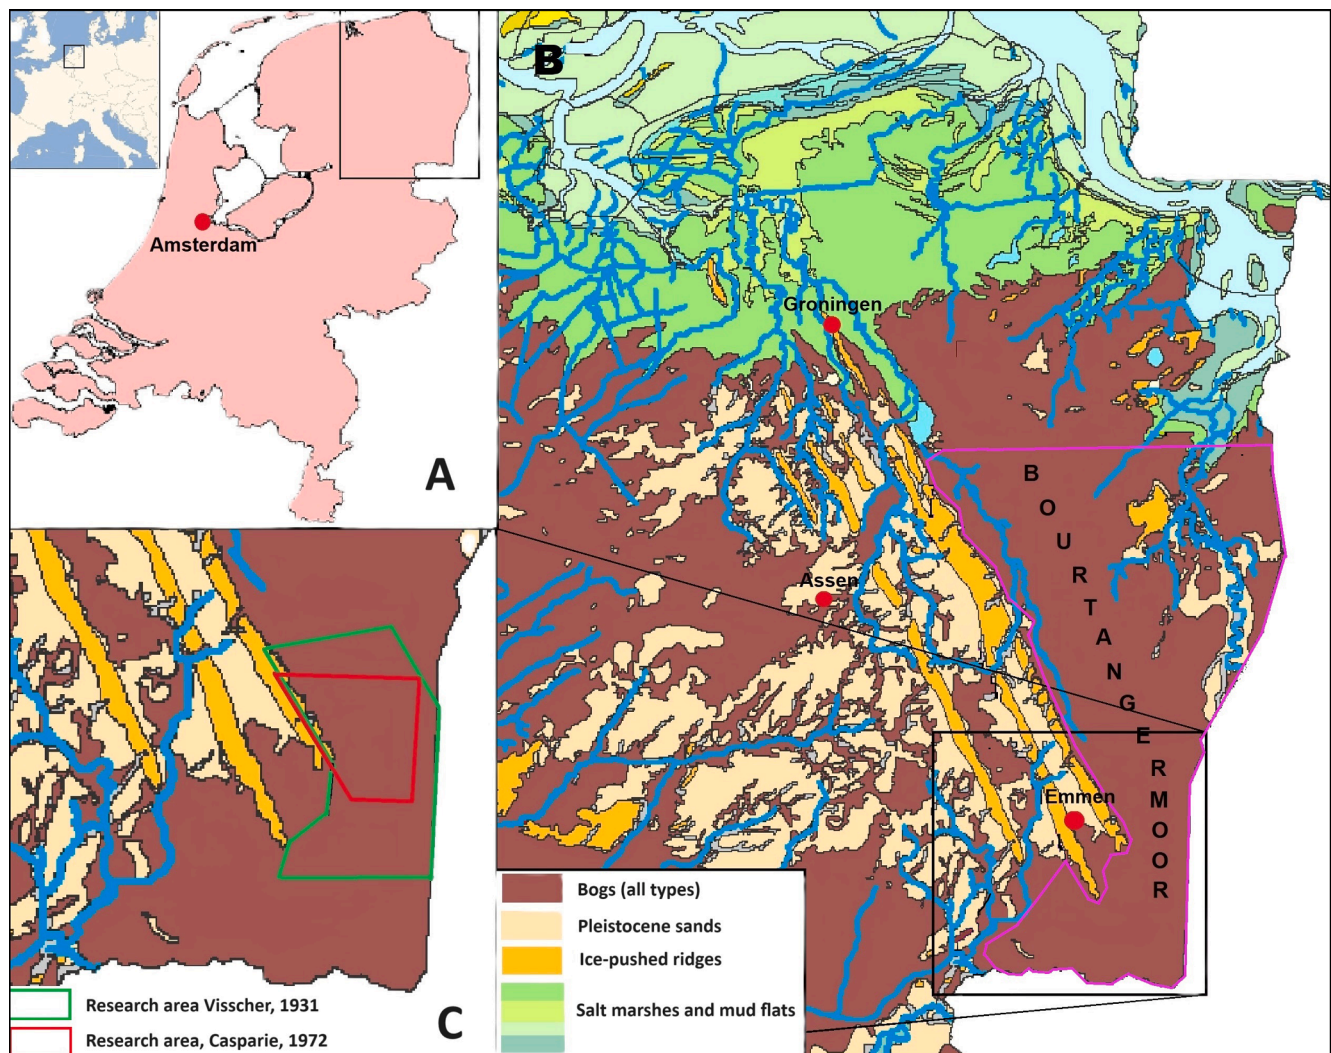 Amsterdam
A
B
Groningen
Assen
BOURTANGERMOOR
Emmen
Bogs (all types)
Pleistocene sands
Ice-pushed ridges
Salt marshes and mud flats
C
Research area Visscher, 1931
Research area, Casparie, 1972